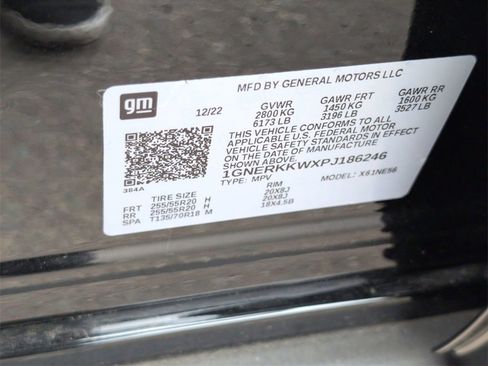 gm
MFD BY GENERAL MOTORS LLC
12/22 GVWR GAWR FRT GAWR RR
2800 KG 1450 KG 1600 KG
6173 LB 3196 LB 3527 LB
THIS VEHICLE CONFORMS TO ALL
APPLICABLE U.S. FEDERAL MOTOR
VEHICLE SAFETY STANDARDS IN EFFECT
ON THE DATE OF MANUFACTURE
SHOWN ABOVE.
1GNERKKWXPJ186246
384A TYPE: MPV MODEL: X61NE56
TIRE SIZE RIM
FRT 255/55R20 H 20X8J
RR 255/55R20 H 20X8J
SPA T135/70R18 M 18X4.5B